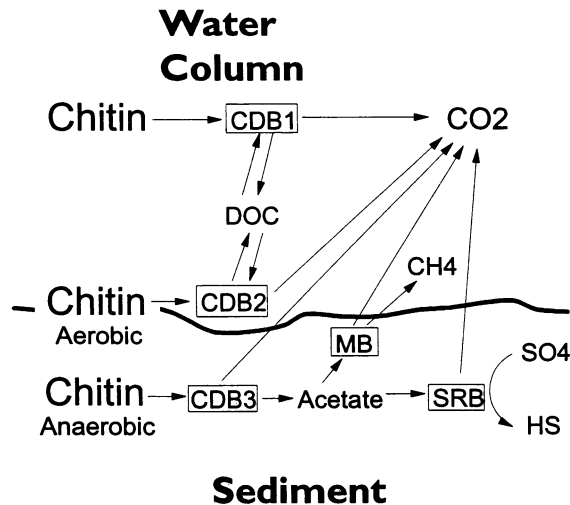 Water
Column
Chitin
CDB1
CO2
DOC
CH4
Chitin
CDB2
Aerobic
MB
SO4
Chitin
CDB3
Acetate
SRB
Anaerobic
HS
Sediment